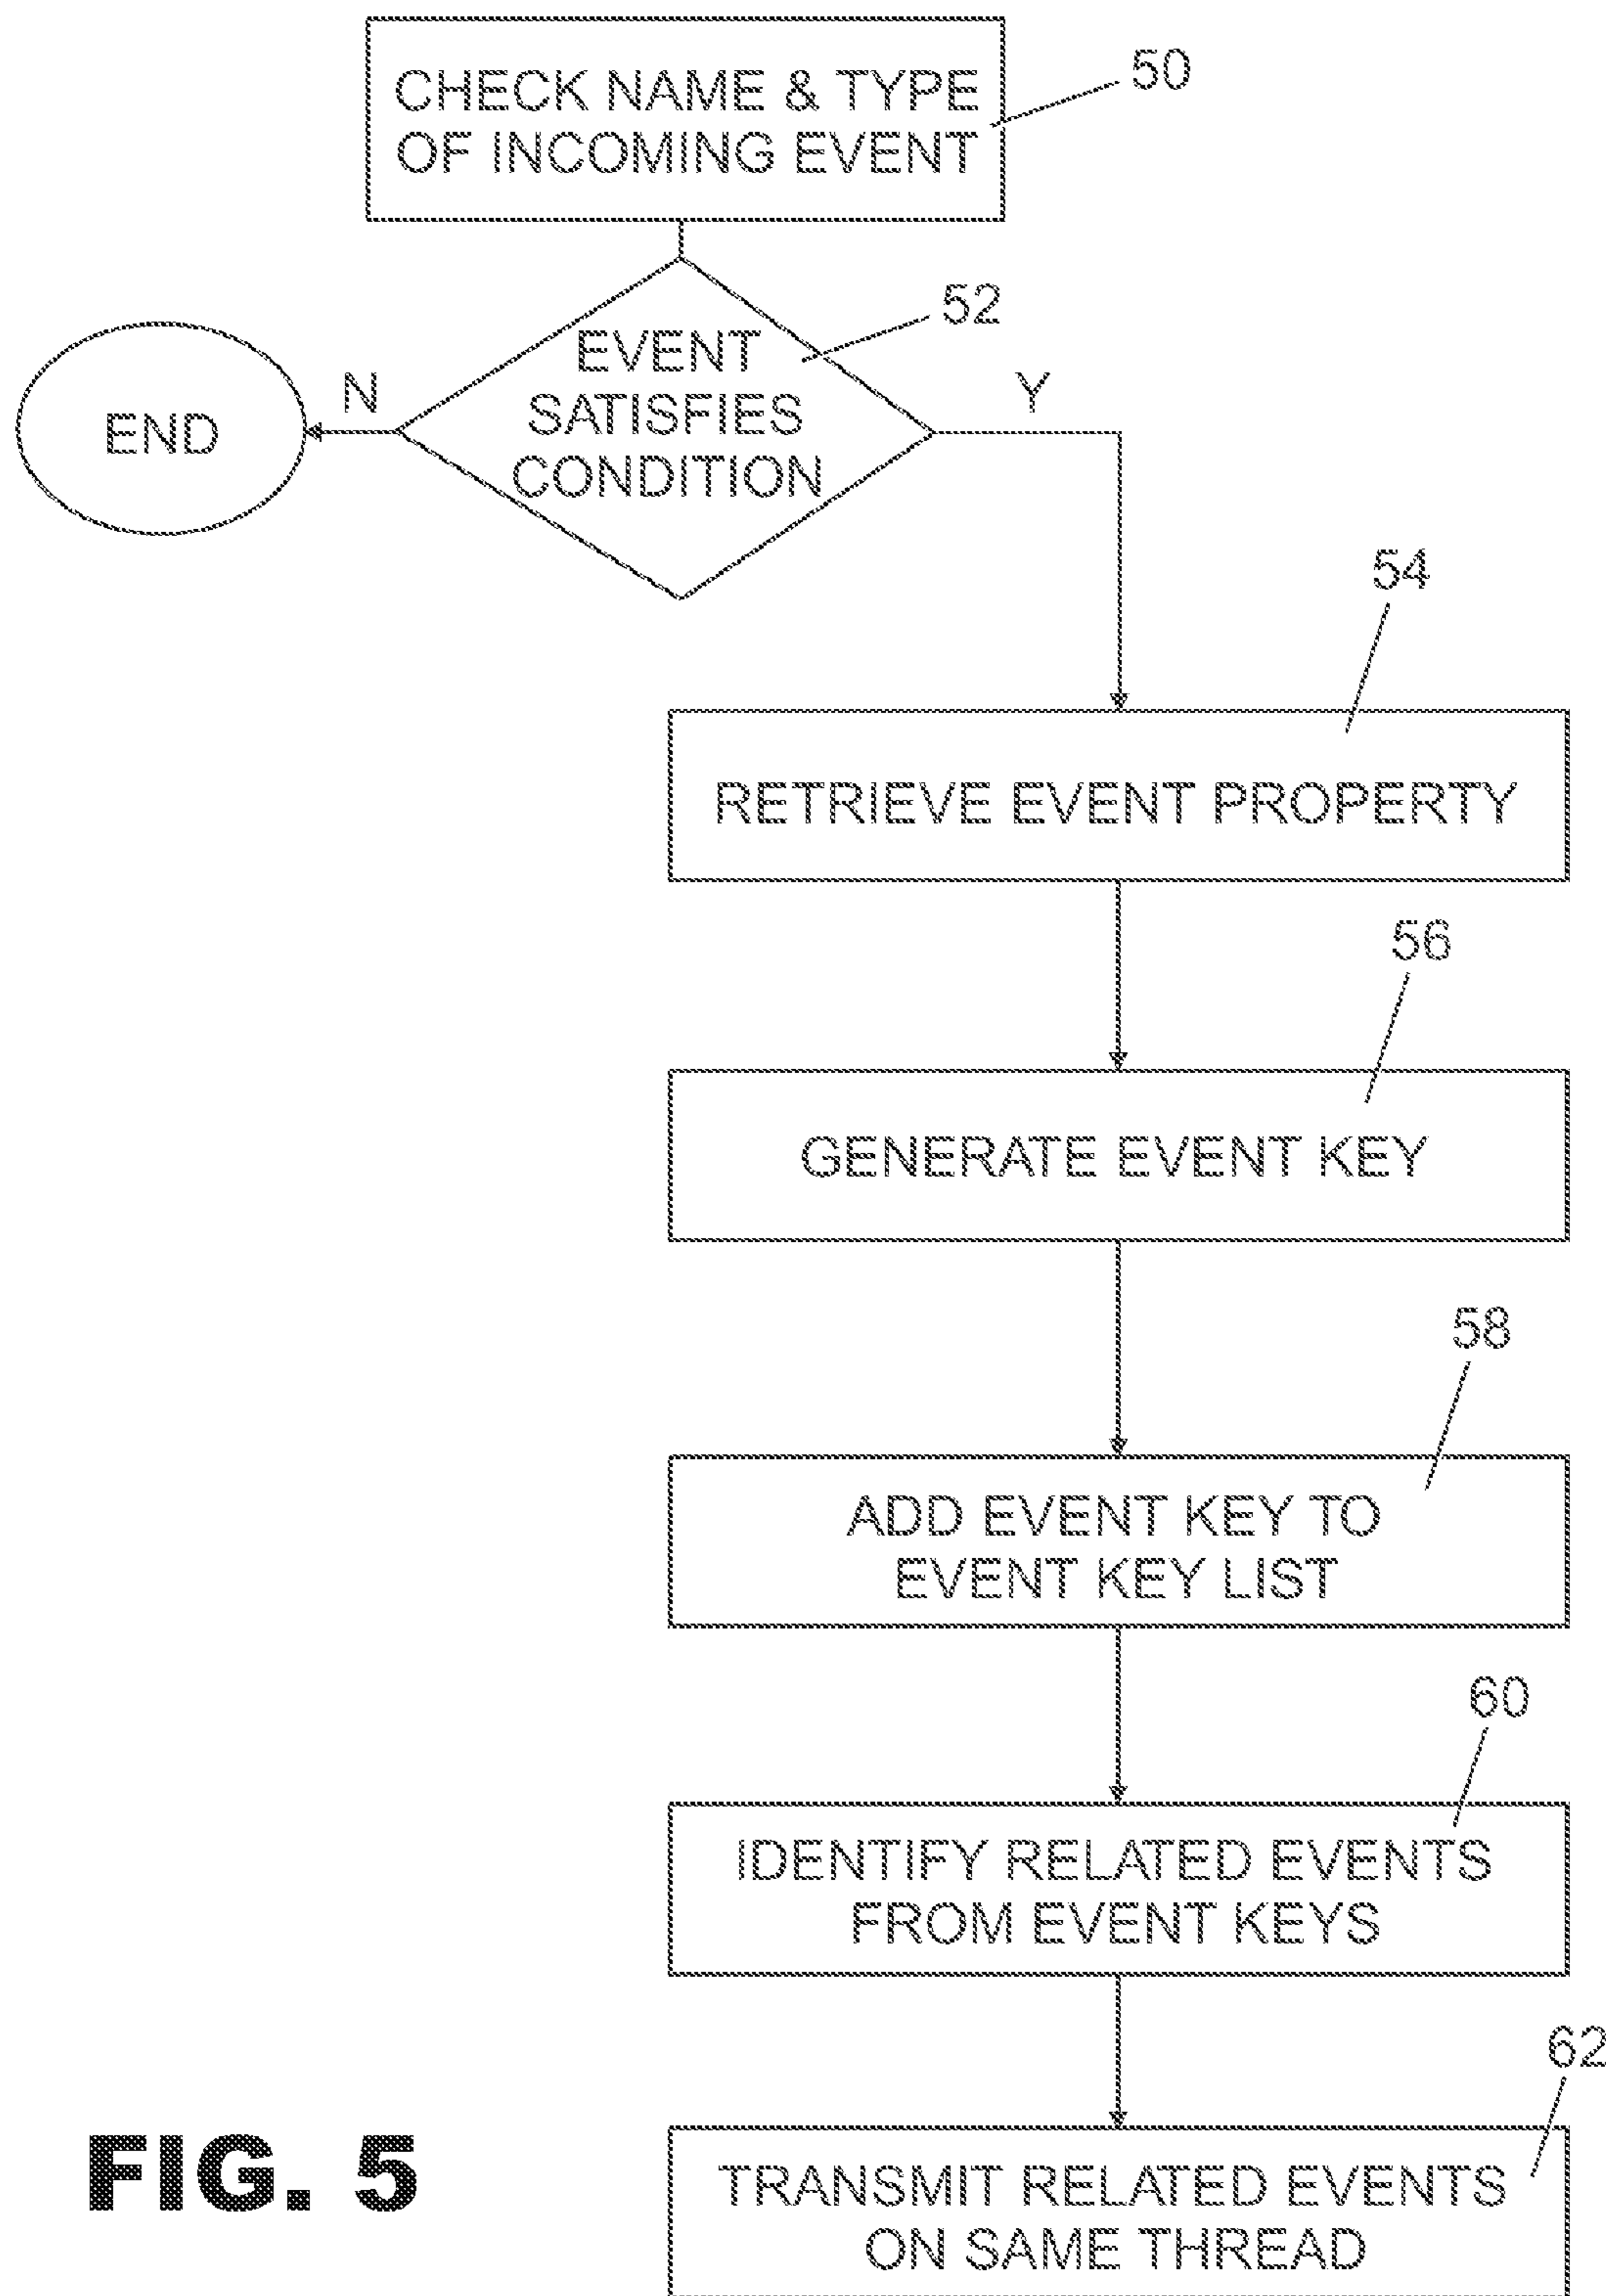 CHECK NAME & TYPE
OF INCOMING EVENT
50
EVENT
SATISFIES
CONDITION
52
N
Y
END
54
RETRIEVE EVENT PROPERTY
56
GENERATE EVENT KEY
58
ADD EVENT KEY TO
EVENT KEY LIST
60
IDENTIFY RELATED EVENTS
FROM EVENT KEYS
62
TRANSMIT RELATED EVENTS
ON SAME THREAD
FIG. 5